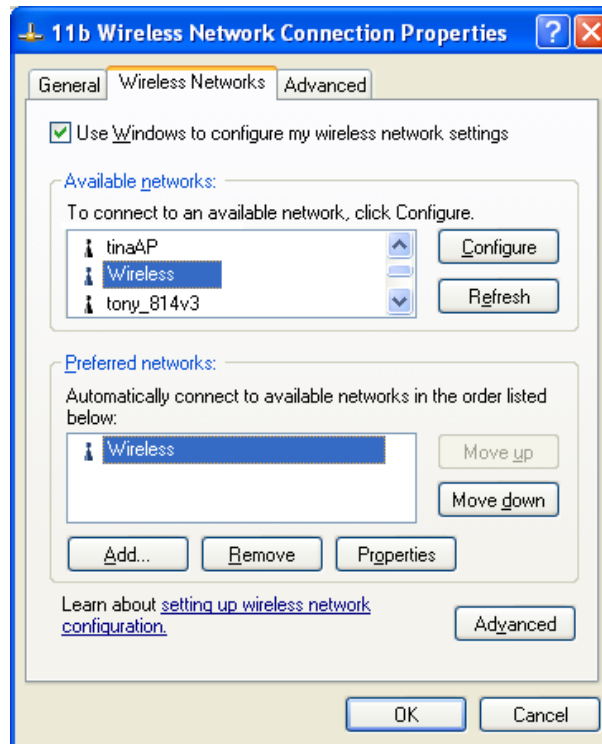 11b Wireless Network Connection Properties
General Wireless Networks Advanced
Use Windows to configure my wireless network settings
Available networks:
To connect to an available network, click Configure.
tinaAP
Wireless
tony_814v3
Configure
Refresh
Preferred networks:
Automatically connect to available networks in the order listed
below:
Wireless
Move up
Move down
Add... Remove Properties
Learn about setting up wireless network
configuration.
Advanced
OK Cancel